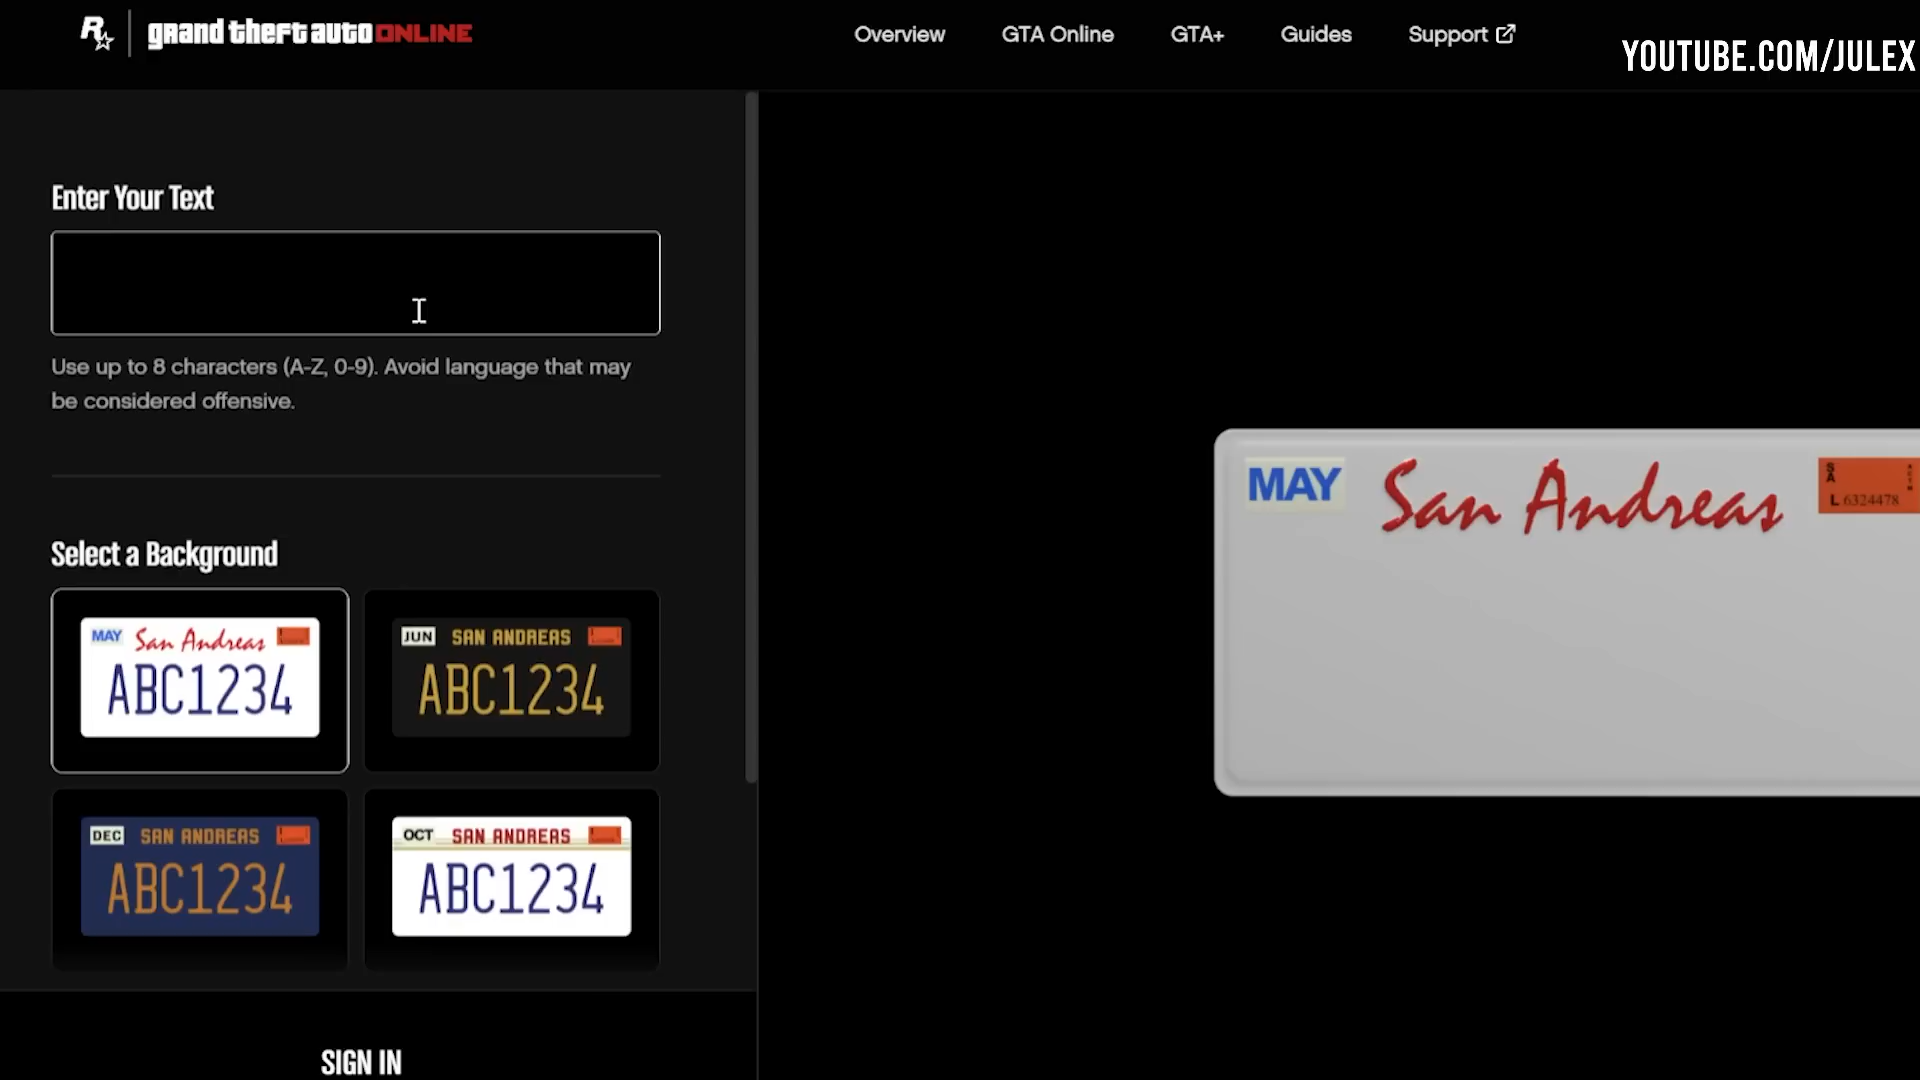 R
grand theft auto ONLINE
Overview
GTA Online
GTA+
Guides
Support
YOUTUBE.COM/JULEX
Enter Your Text
Use up to 8 characters (A-Z, 0-9). Avoid language that may
be considered offensive.
Select a Background
MAY San Andreas
ABC1234
JUN SAN ANDREAS
ABC1234
DEC SAN ANDREAS
ABC1234
OCT SAN ANDREAS
ABC1234
SIGN IN
MAY San Andreas
SA
L 6324478